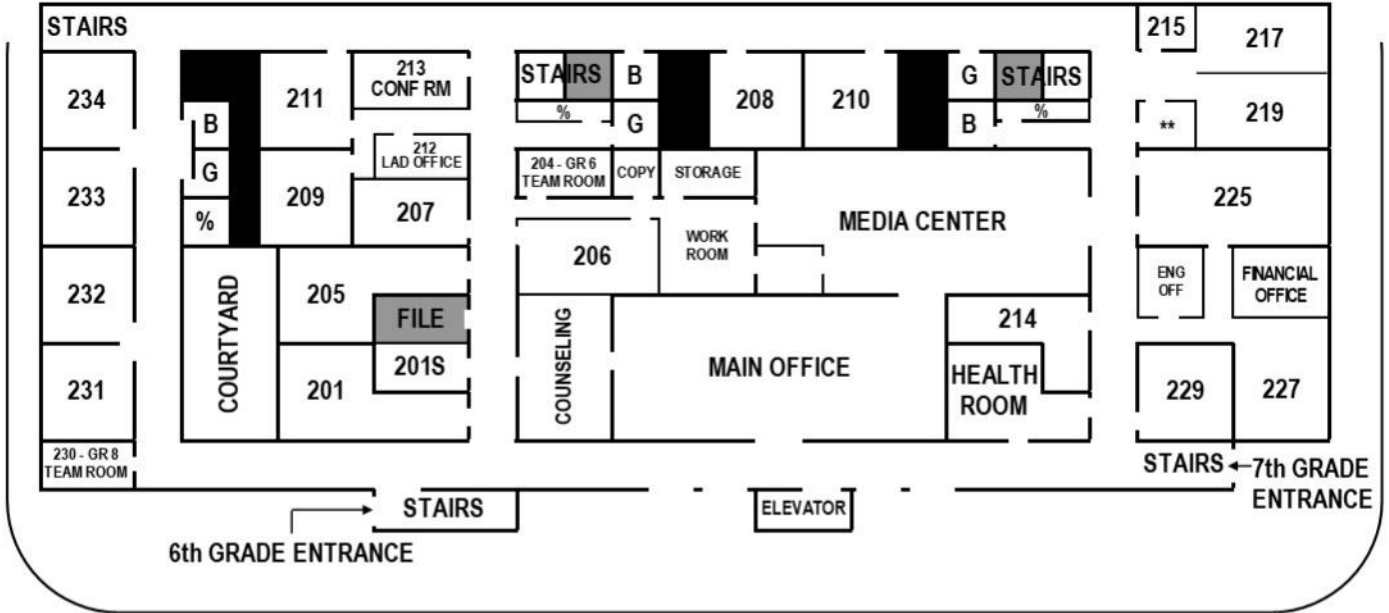 STAIRS
215
217
234
211
213
CONF RM
STAIRS
B
208
210
G
STAIRS
%
%
B
G
B
**
219
212
LAD OFFICE
G
204 - GR 6
TEAM ROOM
COPY
STORAGE
233
209
207
%
MEDIA CENTER
225
206
WORK
ROOM
232
COURTYARD
205
ENG
OFF
FINANCIAL
OFFICE
FILE
214
COUNSELING
MAIN OFFICE
201S
231
201
HEALTH
ROOM
229
227
230 - GR 8
TEAM ROOM
STAIRS
7th GRADE
ENTRANCE
STAIRS
ELEVATOR
6th GRADE ENTRANCE